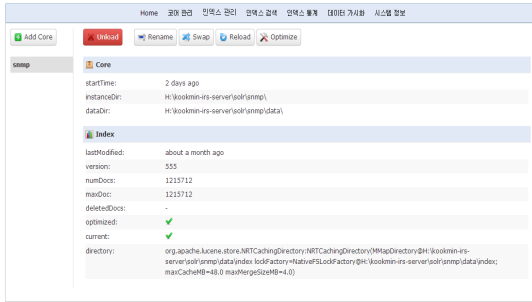 Home 코어 관리 인덱스 관리 인덱스 검색 인덱스 통계 데이터 가시화 시스템 정보
Add Core Unload Rename Swap Reload Optimize
snmp
Core
startTime: 2 days ago
instanceDir: H:\kookmin-irs-server\solr\snmp\
dataDir: H:\kookmin-irs-server\solr\snmp\data\
Index
lastModified: about a month ago
version: 555
numDocs: 1215712
maxDoc: 1215712
deletedDocs: -
optimized:
current:
directory: org.apache.lucene.store.NRTCachingDirectory:NRTCachingDirectory(MMapDirectory@H:\kookmin-irs-
server\solr\snmp\data\index lockFactory=NativeFSLockFactory@H:\kookmin-irs-server\solr\snmp\data\index;
maxCacheMB=48.0 maxMergeSizeMB=4.0)